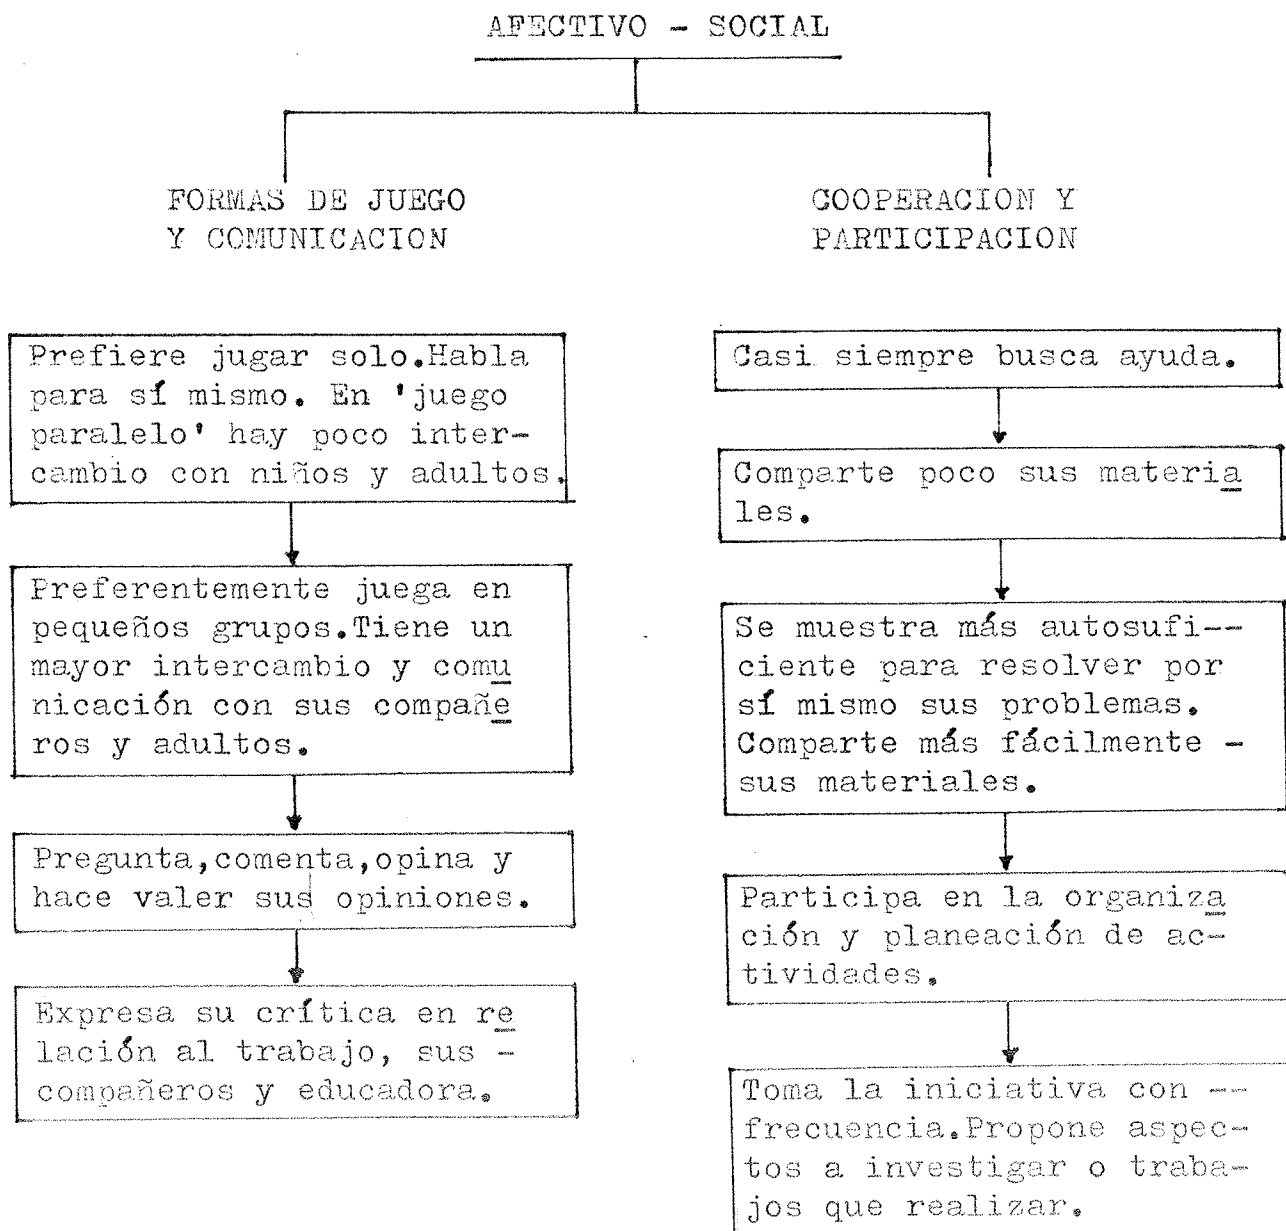 AFECTIVO - SOCIAL
FORMAS DE JUEGO
Y COMUNICACION
Prefiere jugar solo.Habla
para sí mismo. En 'juego
paralelo' hay poco inter-
cambio con niños y adultos.
Preferentemente juega en
pequeños grupos.Tiene un
mayor intercambio y comu
nicación con sus compañe
ros y adultos.
Pregunta,comenta,opina y
hace valer sus opiniones.
Expresa su crítica en re
lación al trabajo, sus -
compañeros y educadora.
COOPERACION Y
PARTICIPACION
Casi siempre busca ayuda.
Comparte poco sus materia
les.
Se muestra más autosufi--
ciente para resolver por
sí mismo sus problemas.
Comparte más fácilmente -
sus materiales.
Participa en la organiza
ción y planeación de ac-
tividades.
Toma la iniciativa con --
frecuencia.Propone aspec-
tos a investigar o traba-
jos que realizar.